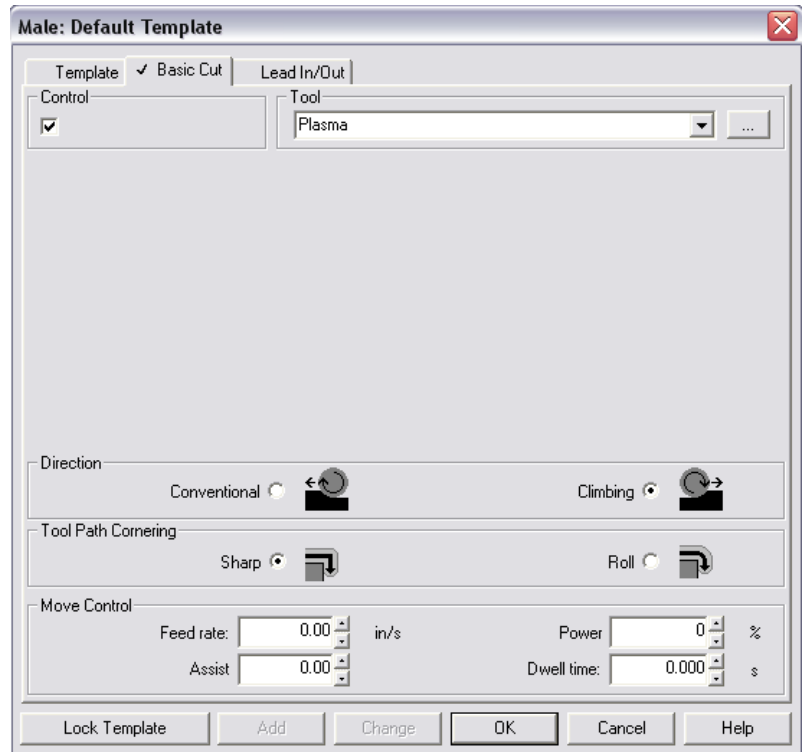 Male: Default Template
Template ✓ Basic Cut Lead In/Out
Control Tool
Plasma ...
Direction
Conventional Climbing
Tool Path Cornering
Sharp Roll
Move Control
Feed rate: 0.00 in/s Power 0 %
Assist 0.00 Dwell time: 0.000 s
Lock Template Add Change OK Cancel Help